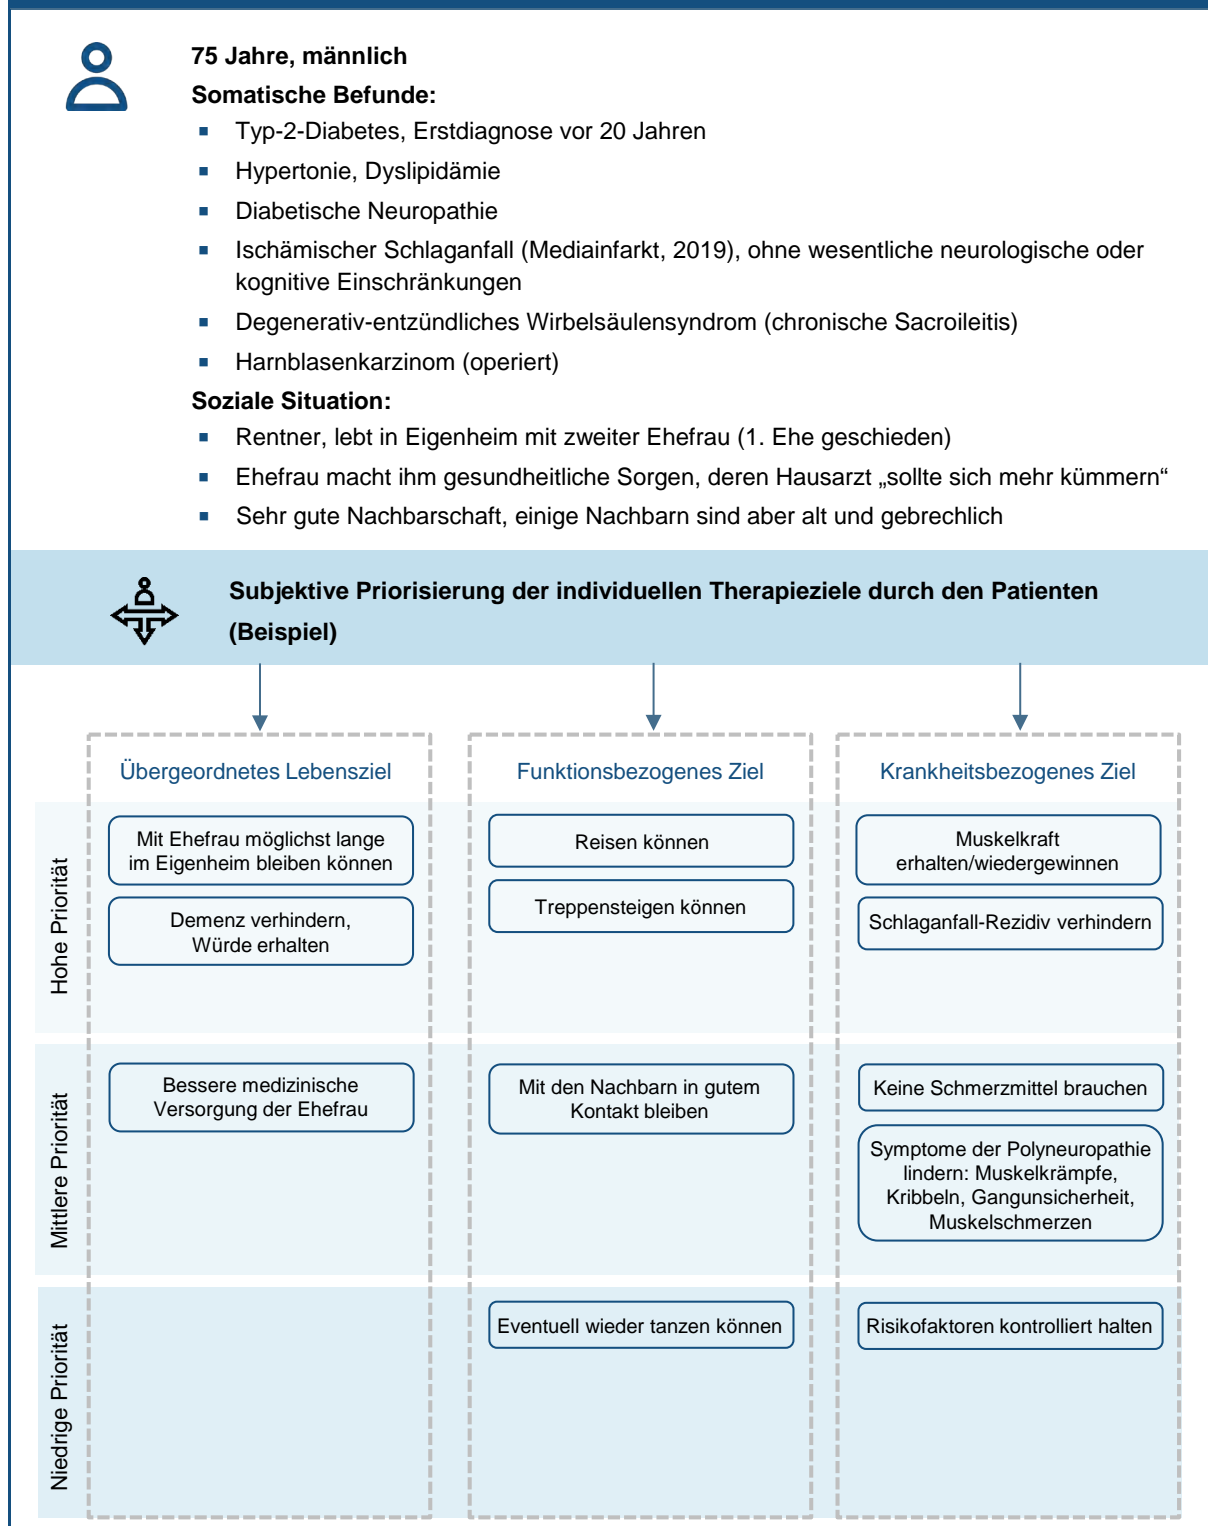 75 Jahre, männlich
Somatische Befunde:
▪ Typ-2-Diabetes, Erstdiagnose vor 20 Jahren
▪ Hypertonie, Dyslipidämie
▪ Diabetische Neuropathie
▪ Ischämischer Schlaganfall (Mediainfarkt, 2019), ohne wesentliche neurologische oder
kognitive Einschränkungen
▪ Degenerativ-entzündliches Wirbelsäulensyndrom (chronische Sacroileitis)
▪ Harnblasenkarzinom (operiert)
Soziale Situation:
▪ Rentner, lebt in Eigenheim mit zweiter Ehefrau (1. Ehe geschieden)
▪ Ehefrau macht ihm gesundheitliche Sorgen, deren Hausarzt „sollte sich mehr kümmern“
▪ Sehr gute Nachbarschaft, einige Nachbarn sind aber alt und gebrechlich
Subjektive Priorisierung der individuellen Therapieziele durch den Patienten
(Beispiel)
Übergeordnetes Lebensziel
Funktionsbezogenes Ziel
Krankheitsbezogenes Ziel
Hohe Priorität
Mit Ehefrau möglichst lange
im Eigenheim bleiben können
Demenz verhindern,
Würde erhalten
Reisen können
Treppensteigen können
Muskelkraft
erhalten/wiedergewinnen
Schlaganfall-Rezidiv verhindern
Mittlere Priorität
Bessere medizinische
Versorgung der Ehefrau
Mit den Nachbarn in gutem
Kontakt bleiben
Keine Schmerzmittel brauchen
Symptome der Polyneuropathie
lindern: Muskelkrämpfe,
Kribbeln, Gangunsicherheit,
Muskelschmerzen
Niedrige Priorität
Eventuell wieder tanzen können
Risikofaktoren kontrolliert halten